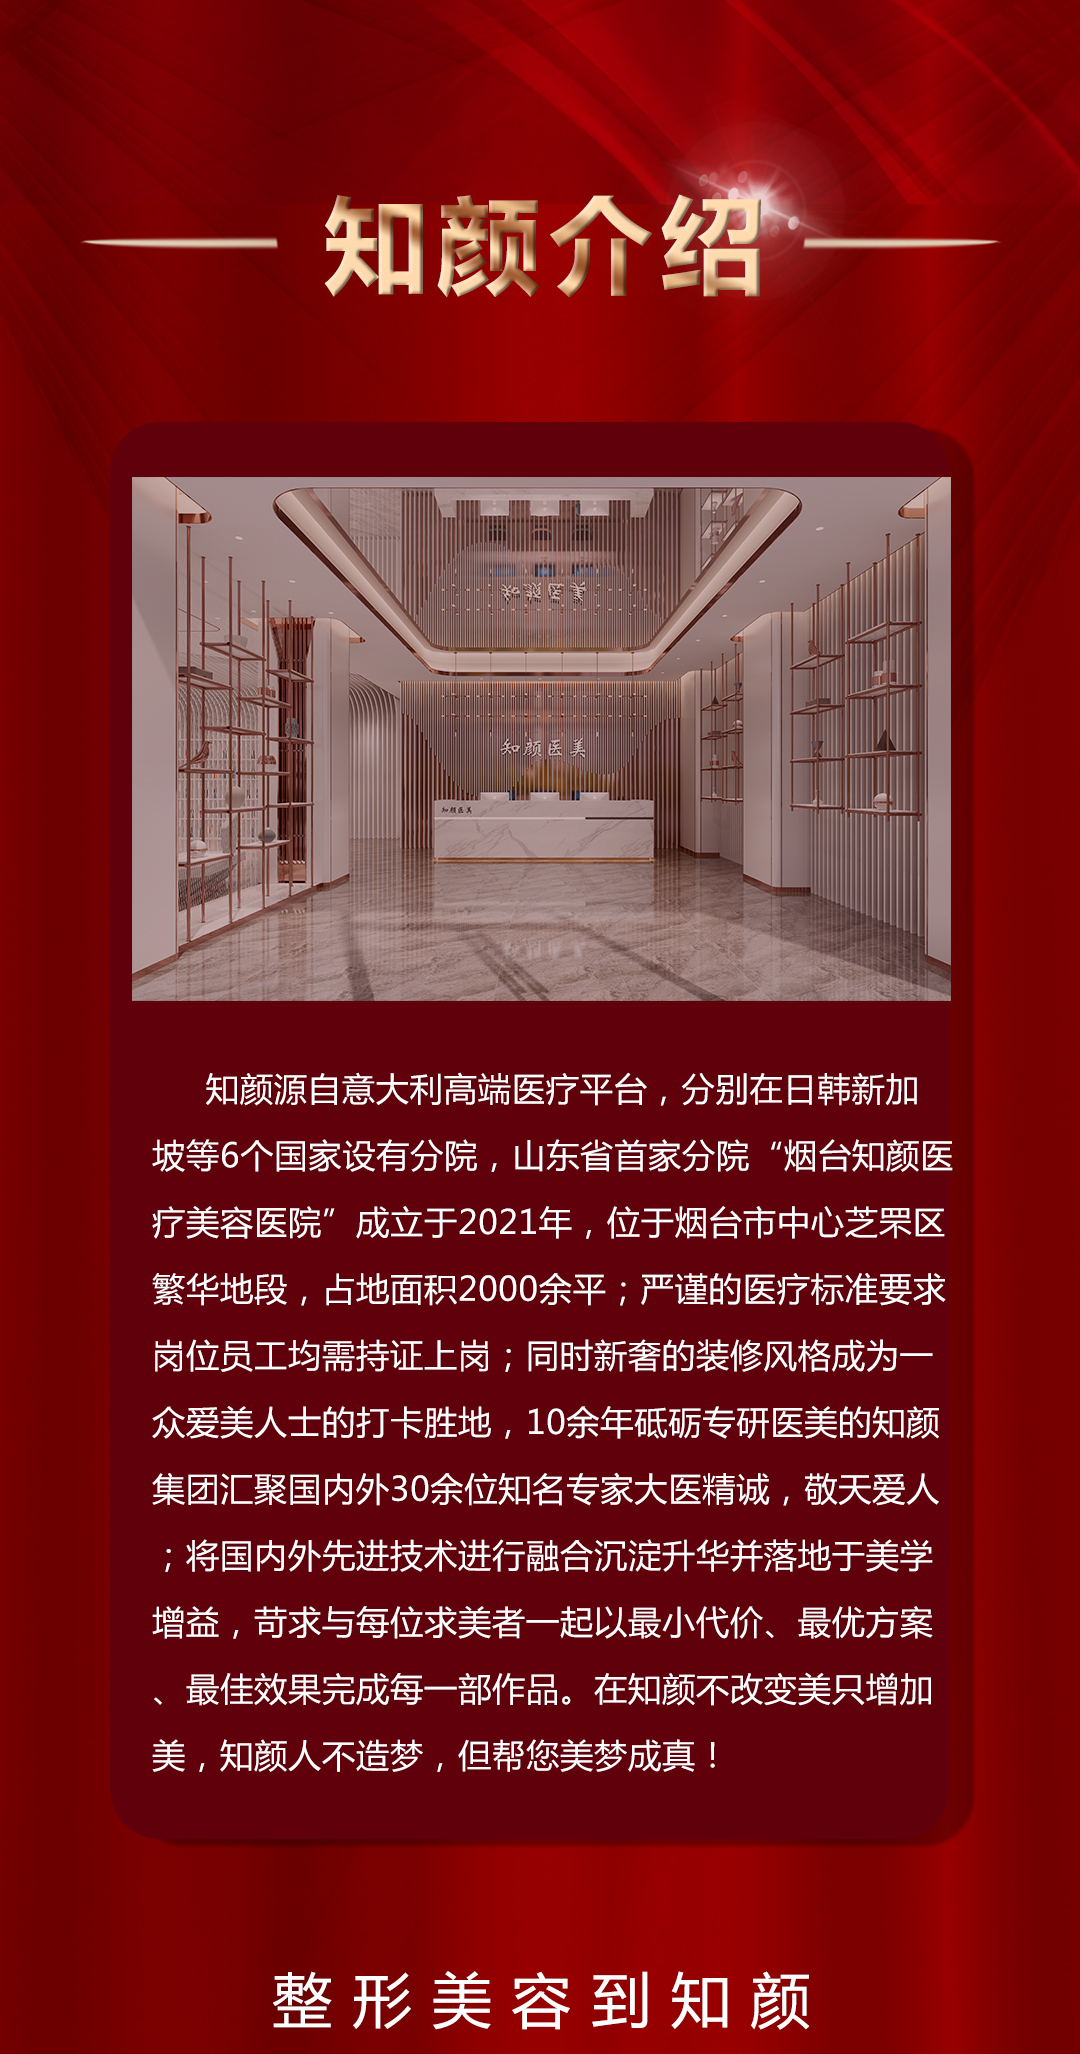 知颜介绍
知颜医美
知颜医美
知颜医美
知颜源自意大利高端医疗平台，分别在日韩新加
坡等6个国家设有分院，山东省首家分院“烟台知颜医
疗美容医院”成立于2021年，位于烟台市中心芝罘区
繁华地段，占地面积2000余平；严谨的医疗标准要求
岗位员工均需持证上岗；同时新奢的装修风格成为一
众爱美人士的打卡胜地，10余年砥砺专研医美的知颜
集团汇聚国内外30余位知名专家大医精诚，敬天爱人
；将国内外先进技术进行融合沉淀升华并落地于美学
增益，苛求与每位求美者一起以最小代价、最优方案
、最佳效果完成每一部作品。在知颜不改变美只增加
美，知颜人不造梦，但帮您美梦成真！
整形美容到知颜